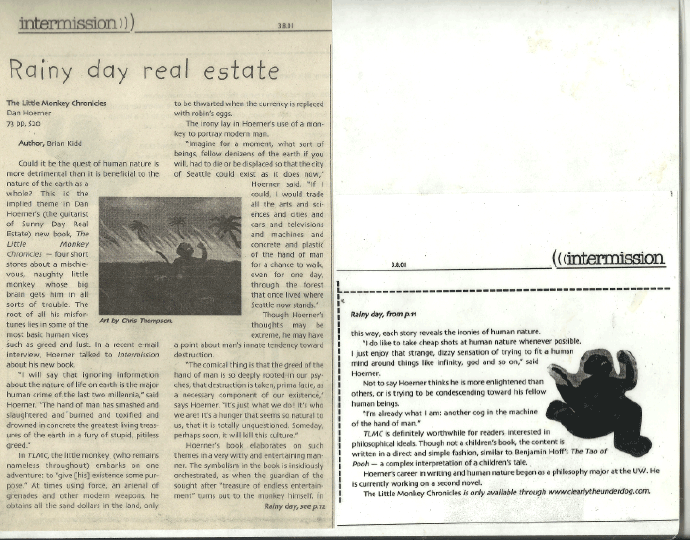 intermission)))
3.8.01
Rainy day real estate
The Little Monkey Chronicles
Dan Hoerner
73 pp, $20
Author, Brian Kidd
Could it be the quest of human nature is
more detrimental than it is beneficial to the
nature of the earth as a
whole? This is the
implied theme in Dan
Hoerner's (the guitarist
of Sunny Day Real
Estate) new book, The
Little Monkey
Chronicles — four short
stores about a mischie-
vous, naughty little
monkey whose big
brain gets him in all
sorts of trouble. The
root of all his misfor-
tunes lies in some of the
most basic human vices
such as greed and lust. In a recent e-mail
interview, Hoerner talked to Intermission
about his new book.
"I will say that ignoring information
about the nature of life on earth is the major
human crime of the last two millenia," said
Hoerner. "The hand of man has smashed and
slaughtered and burned and toxified and
drowned in concrete the greatest living treas-
ures of the earth in a fury of stupid, pitiless
greed."
In TLMC, the little monkey (who remains
nameless throughout) embarks on one
adventure: to "give [his] existence some pur-
pose." At times using force, an arsenal of
grenades and other modern weapons, he
obtains all the sand dollars in the land, only
Art by Chris Thompson.
to be thwarted when the currency is replaced
with robin's eggs.
The irony lay in Hoerner's use of a mon-
key to portray modern man.
"Imagine for a moment, what sort of
beings, fellow denizens of the earth if you
will, had to die or be displaced so that the city
of Seattle could exist as it does now,"
Hoerner said. "If I
could, I would trade
all the arts and sci-
ences and cities and
cars and televisions
and machines and
concrete and plastic
of the hand of man
for a chance to walk,
even for one day,
through the forest
that once lives where
Seattle now stands."
Though Hoerner's
thoughts may be
extreme, he may have
a point about men's innate tendency toward
destruction.
"The comical thing is that the greed of the
hand of man is so deeply rooted in our psy-
ches, that destruction is taken, prima facie, as
a necessary component of our existence,"
says Hoerner. "It's just what we do! It's who
we are! It's a hunger that seems so natural to
us, that it is totally unquestioned. Someday,
perhaps soon, it will kill this culture."
Hoerner's book elaborates on such
themes in a very witty and entertaining man-
ner. The symbolism in the book is insidiously
orchestrated, as when the guardian of the
sought after "treasure of endless entertain-
ment" turns out to the monkey himself. In
Rainy day, see p.12
3.8.01
(((intermission
Rainy day, from p.11
this way, each story reveals the ironies of human nature.
"I do like to take cheap shots at human nature whenever possible.
I just enjoy that strange, dizzy sensation of trying to fit a human
mind around things like infinity, god and so on," said
Hoerner.
Not to say Hoerner thinks he is more enlightened than
others, or is trying to be condescending toward his fellow
human beings.
"I'm already what I am: another cog in the machine
of the hand of man."
TLMC is definitely worthwhile for readers interested in
philosophical ideals. Though not a children's book, the content is
written in a direct and simple fashion, similar to Benjamin Hoff's The Tao of
Pooh — a complex interpretation of a children's tale.
Hoerner's career in writing and human nature began as a philosophy major at the UW. He
is currently working on a second novel.
The Little Monkey Chronicles is only available through www.clearlytheunderdog.com.